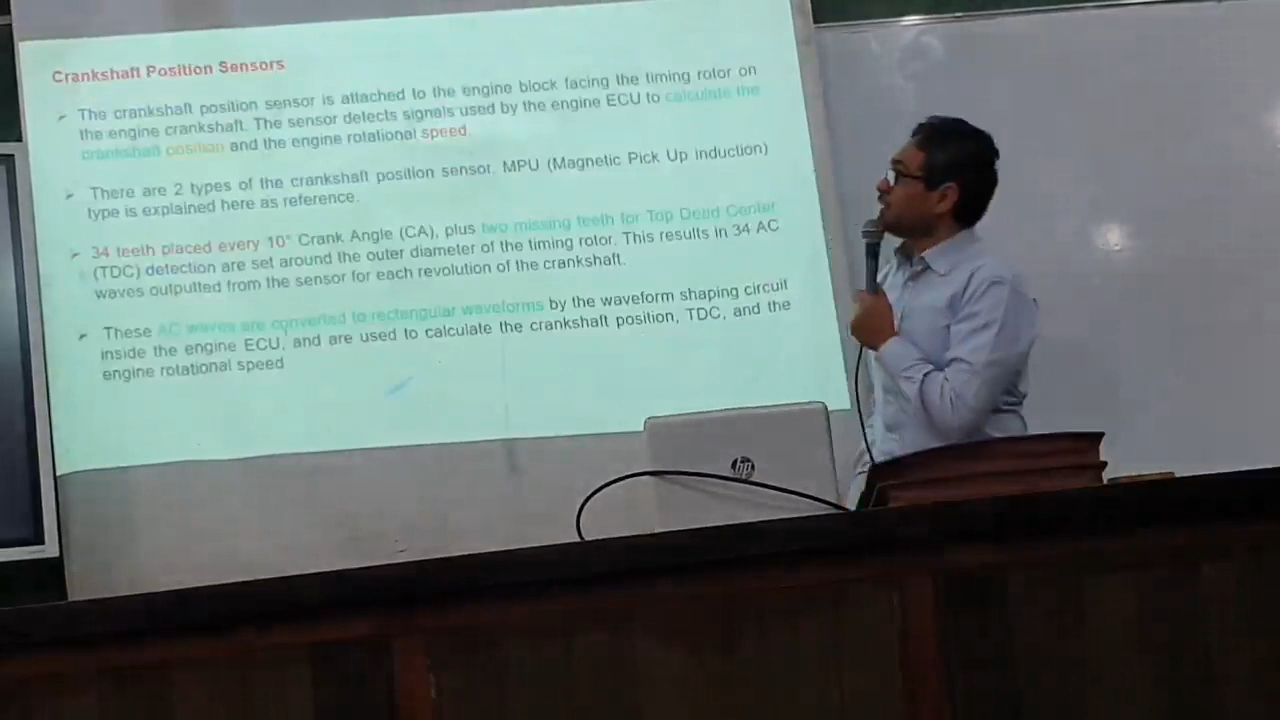 Crankshaft Position Sensors
The crankshaft position sensor is attached to the engine block facing the timing rotor on
the engine crankshaft. The sensor detects signals used by the engine ECU to calculate the
crankshaft position and the engine rotational speed.
There are 2 types of the crankshaft position sensor. MPU (Magnetic Pick Up induction)
type is explained here as reference.
34 teeth placed every 10° Crank Angle (CA), plus two missing teeth for Top Dead Center
(TDC) detection are set around the outer diameter of the timing rotor. This results in 34 AC
waves outputted from the sensor for each revolution of the crankshaft.
These AC waves are converted to rectangular waveforms by the waveform shaping circuit
inside the engine ECU, and are used to calculate the crankshaft position, TDC, and the
engine rotational speed
hp